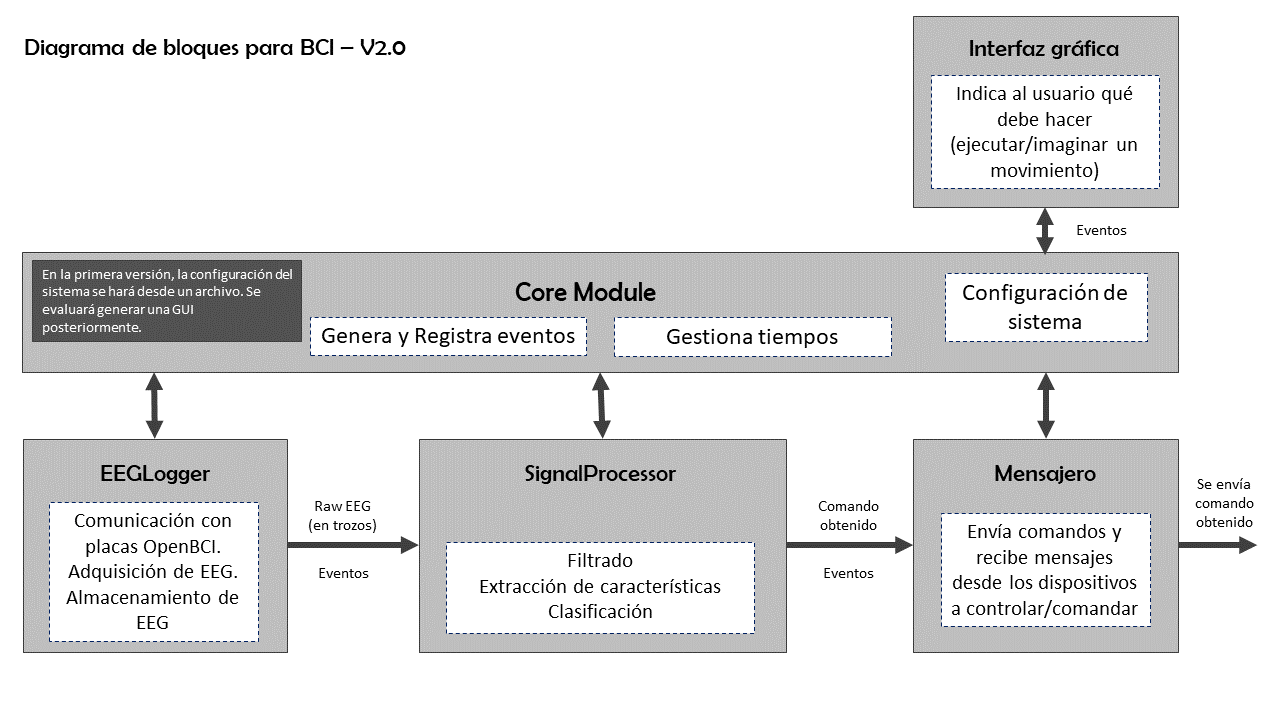 Diagrama de bloques para BCI – V2.0
Interfaz gráfica
Indica al usuario qué
debe hacer
(ejecutar/imaginar un
movimiento)
Eventos
En la primera versión, la configuración del
sistema se hará desde un archivo. Se
evaluará generar una GUI
posteriormente.
Core Module
Genera y Registra eventos
Gestiona tiempos
Configuración de
sistema
EEGLogger
Comunicación con
placas OpenBCI.
Adquisición de EEG.
Almacenamiento de
EEG
Raw EEG
(en trozos)
Eventos
SignalProcessor
Filtrado
Extracción de características
Clasificación
Comando
obtenido
Eventos
Mensajero
Envía comandos y
recibe mensajes
desde los dispositivos
a controlar/comandar
Se envía
comando
obtenido